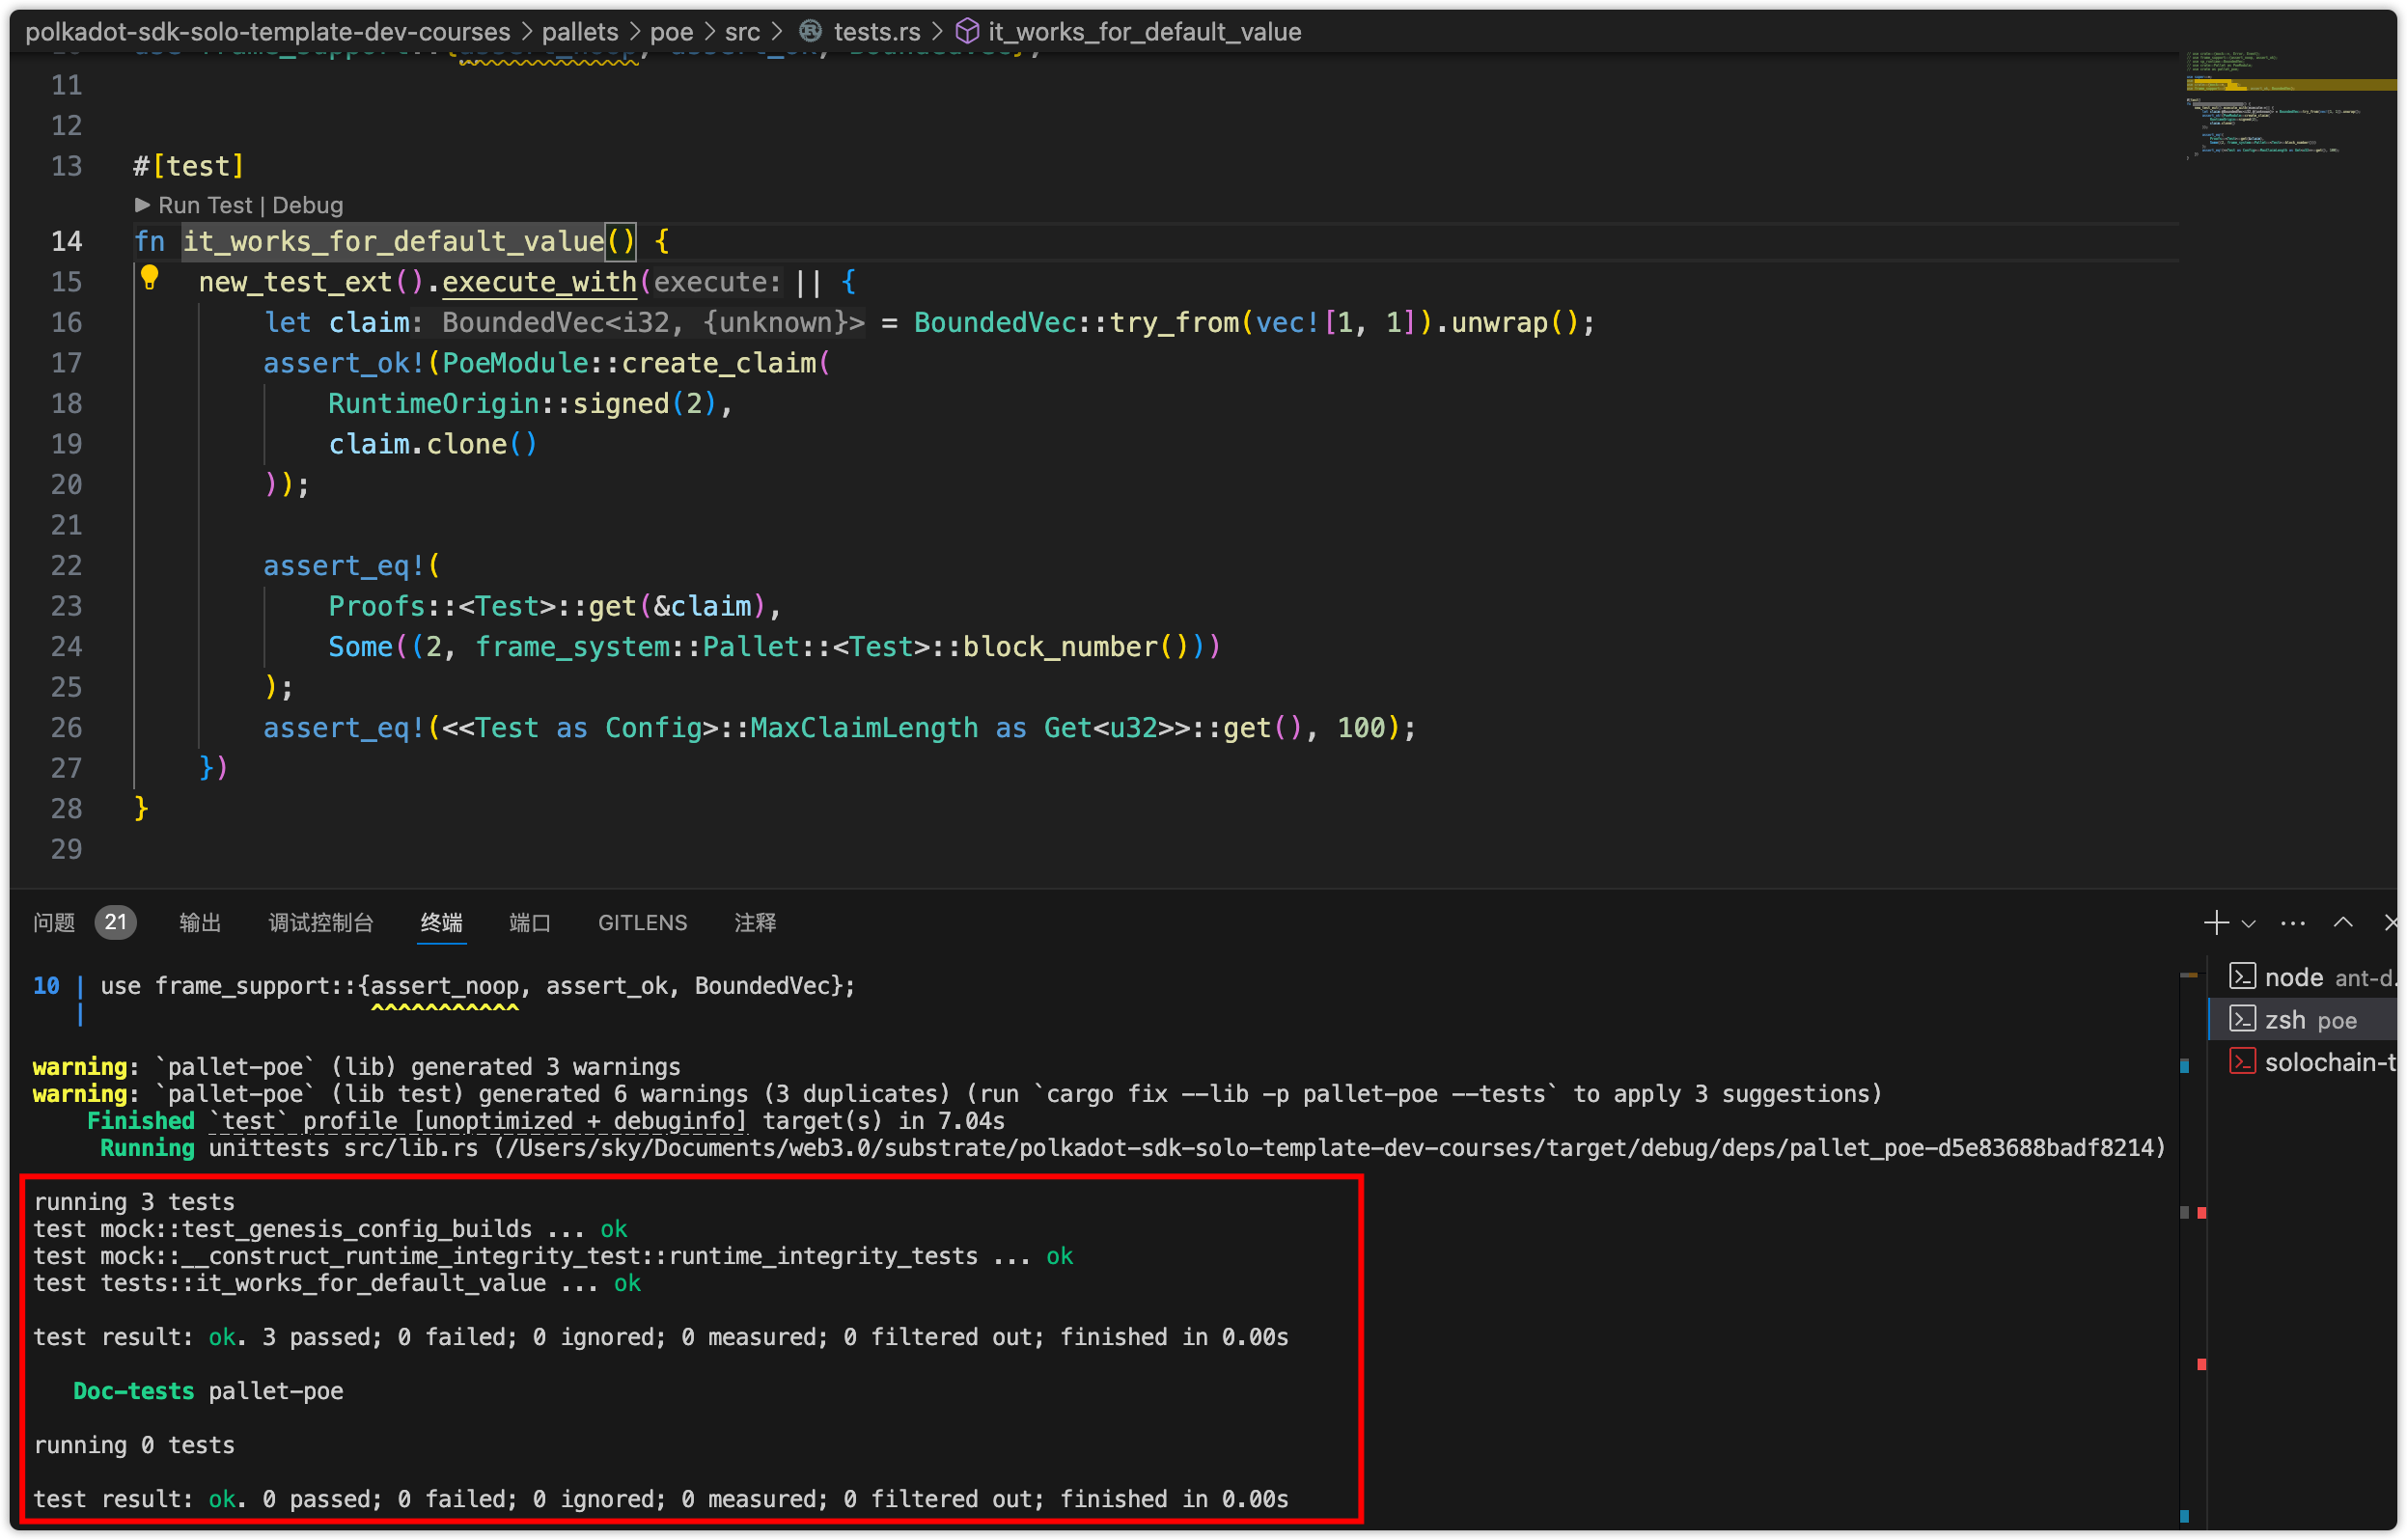 polkadot-sdk-solo-template-dev-courses > pallets > poe > src > tests.rs > it_works_for_default_value
10 use frame_support::{assert_noop, assert_ok, BoundedVec};
11
12
13 #[test]
▶ Run Test | Debug
14 fn it_works_for_default_value() {
15 new_test_ext().execute_with(execute: || {
16 let claim: BoundedVec<i32, {unknown}> = BoundedVec::try_from(vec![1, 1]).unwrap();
17 assert_ok!(PoeModule::create_claim(
18 RuntimeOrigin::signed(2),
19 claim.clone()
20 ));
21
22 assert_eq!(
23 Proofs::<Test>::get(&claim),
24 Some((2, frame_system::Pallet::<Test>::block_number()))
25 );
26 assert_eq!(<<Test as Config>::MaxClaimLength as Get<u32>>::get(), 100);
27 })
28 }
29
问题 21 输出 调试控制台 终端 端口 GITLENS 注释
10 | use frame_support::{assert_noop, assert_ok, BoundedVec};
| ^^^^^^^^^^^
warning: `pallet-poe` (lib) generated 3 warnings
warning: `pallet-poe` (lib test) generated 6 warnings (3 duplicates) (run `cargo fix --lib -p pallet-poe --tests` to apply 3 suggestions)
Finished `test` profile [unoptimized + debuginfo] target(s) in 7.04s
Running unittests src/lib.rs (/Users/sky/Documents/web3.0/substrate/polkadot-sdk-solo-template-dev-courses/target/debug/deps/pallet_poe-d5e83688badf8214)
running 3 tests
test mock::test_genesis_config_builds ... ok
test mock::__construct_runtime_integrity_test::runtime_integrity_tests ... ok
test tests::it_works_for_default_value ... ok
test result: ok. 3 passed; 0 failed; 0 ignored; 0 measured; 0 filtered out; finished in 0.00s
Doc-tests pallet-poe
running 0 tests
test result: ok. 0 passed; 0 failed; 0 ignored; 0 measured; 0 filtered out; finished in 0.00s
node ant-d.
zsh poe
solochain-t